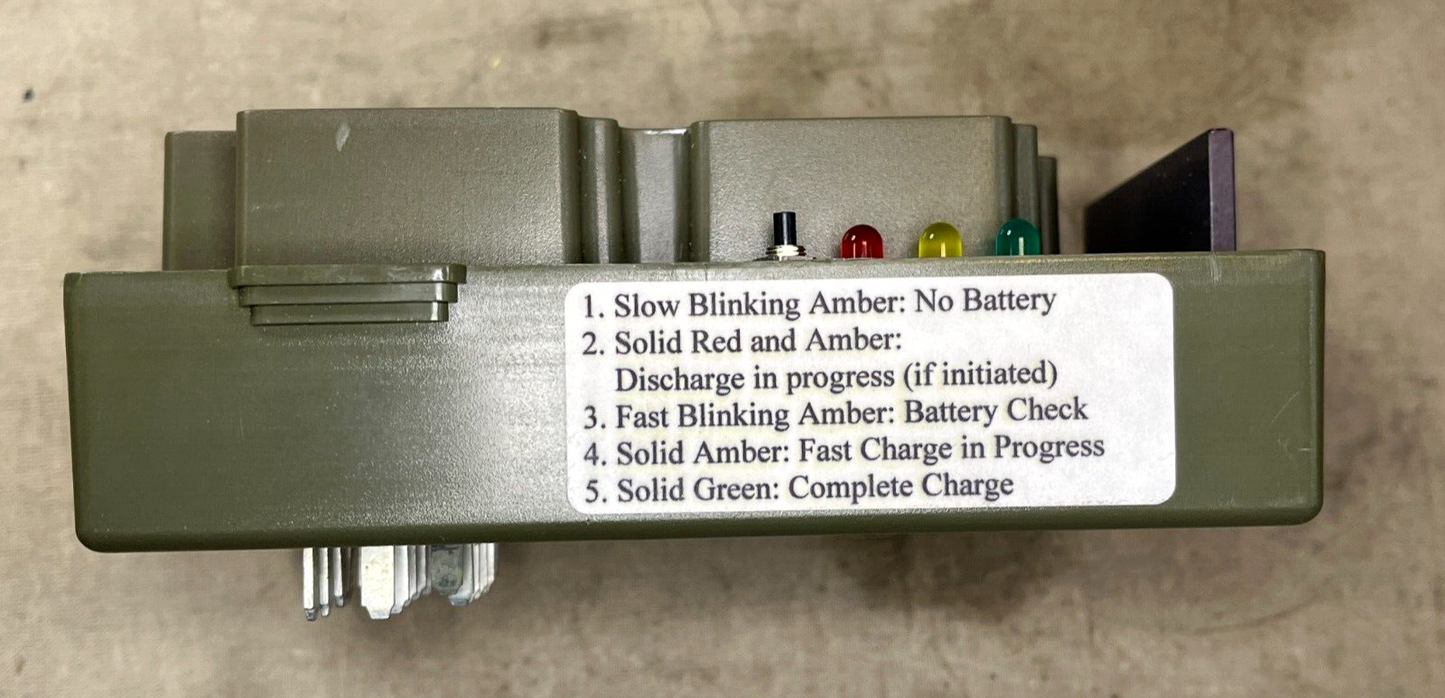 1. Slow Blinking Amber: No Battery
2. Solid Red and Amber:
Discharge in progress (if initiated)
3. Fast Blinking Amber: Battery Check
4. Solid Amber: Fast Charge in Progress
5. Solid Green: Complete Charge